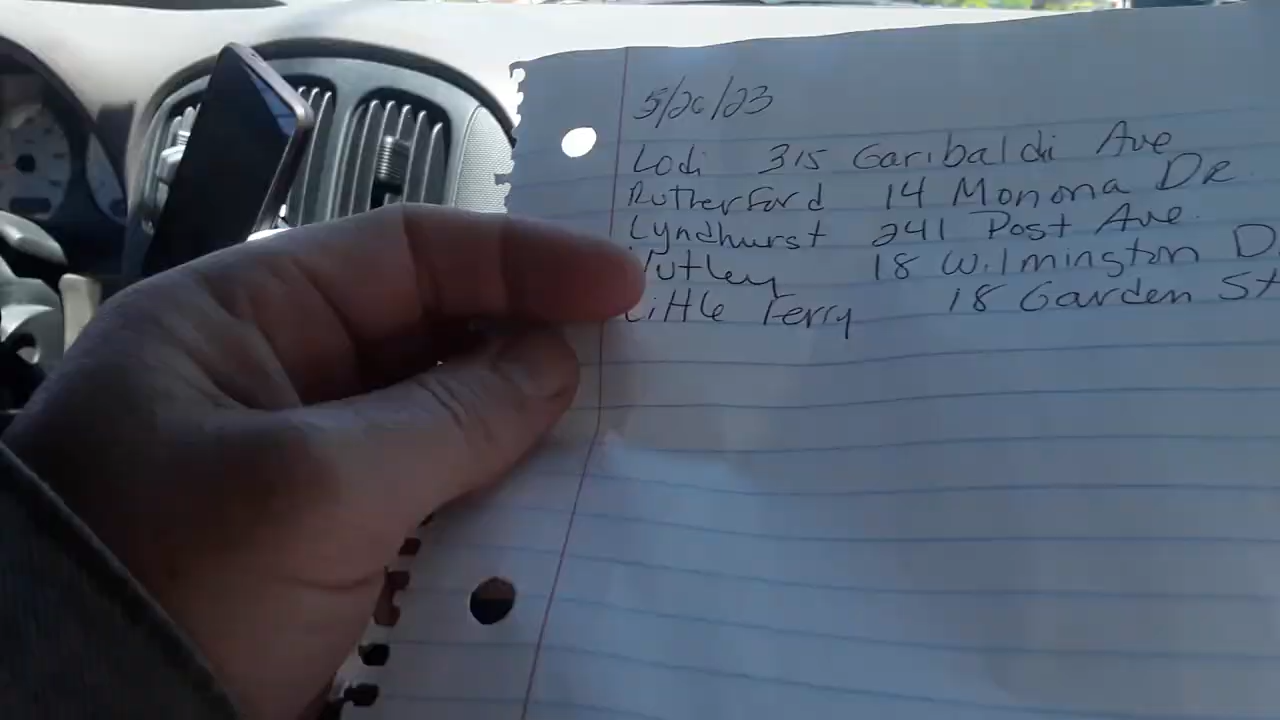 5/20/23
Lodi 315 Garibaldi Ave
Rutherford 14 Monona DR
Lyndhurst 241 Post Ave.
Nutley 18 Wilmington D
Little Ferry 18 Garden St